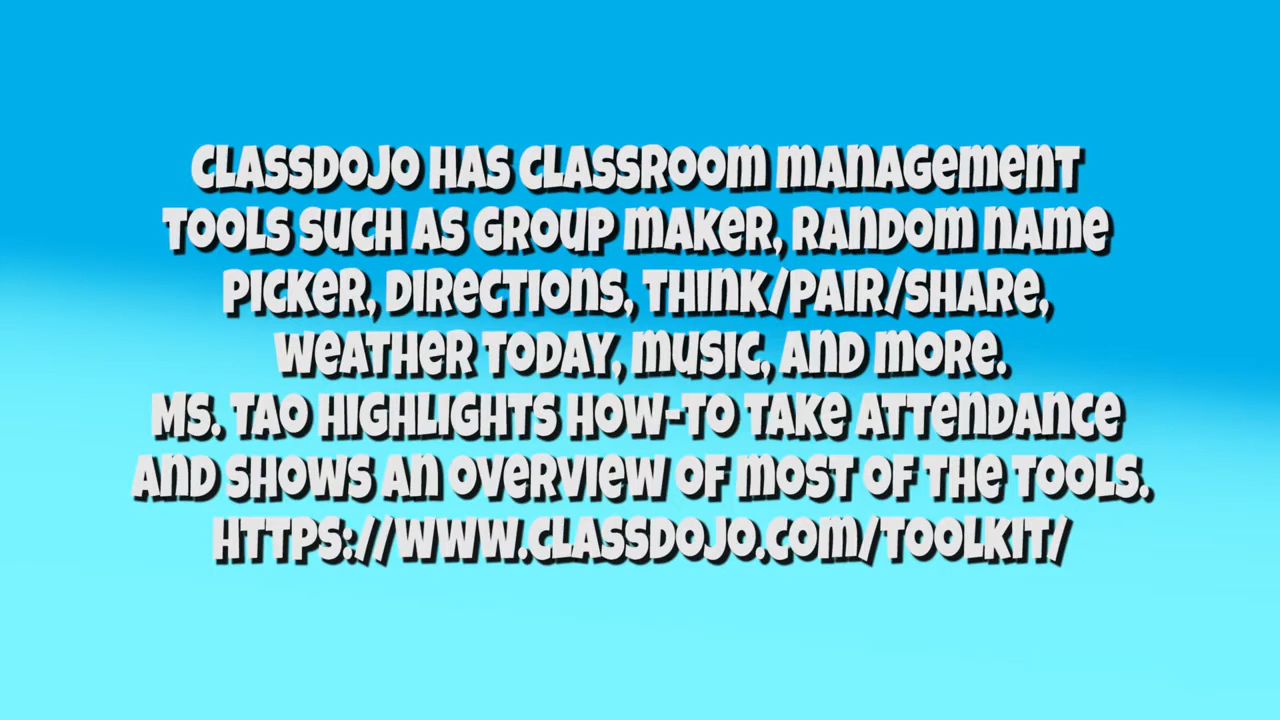 CLASSDOJO HAS CLASSROOM MANAGEMENT
TOOLS SUCH AS GROUP MAKER, RANDOM NAME
PICKER, DIRECTIONS, THINK/PAIR/SHARE,
WEATHER TODAY, MUSIC, AND MORE.
MS. TAO HIGHLIGHTS HOW-TO TAKE ATTENDANCE
AND SHOWS AN OVERVIEW OF MOST OF THE TOOLS.
HTTPS://WWW.CLASSDOJO.COM/TOOLKIT/